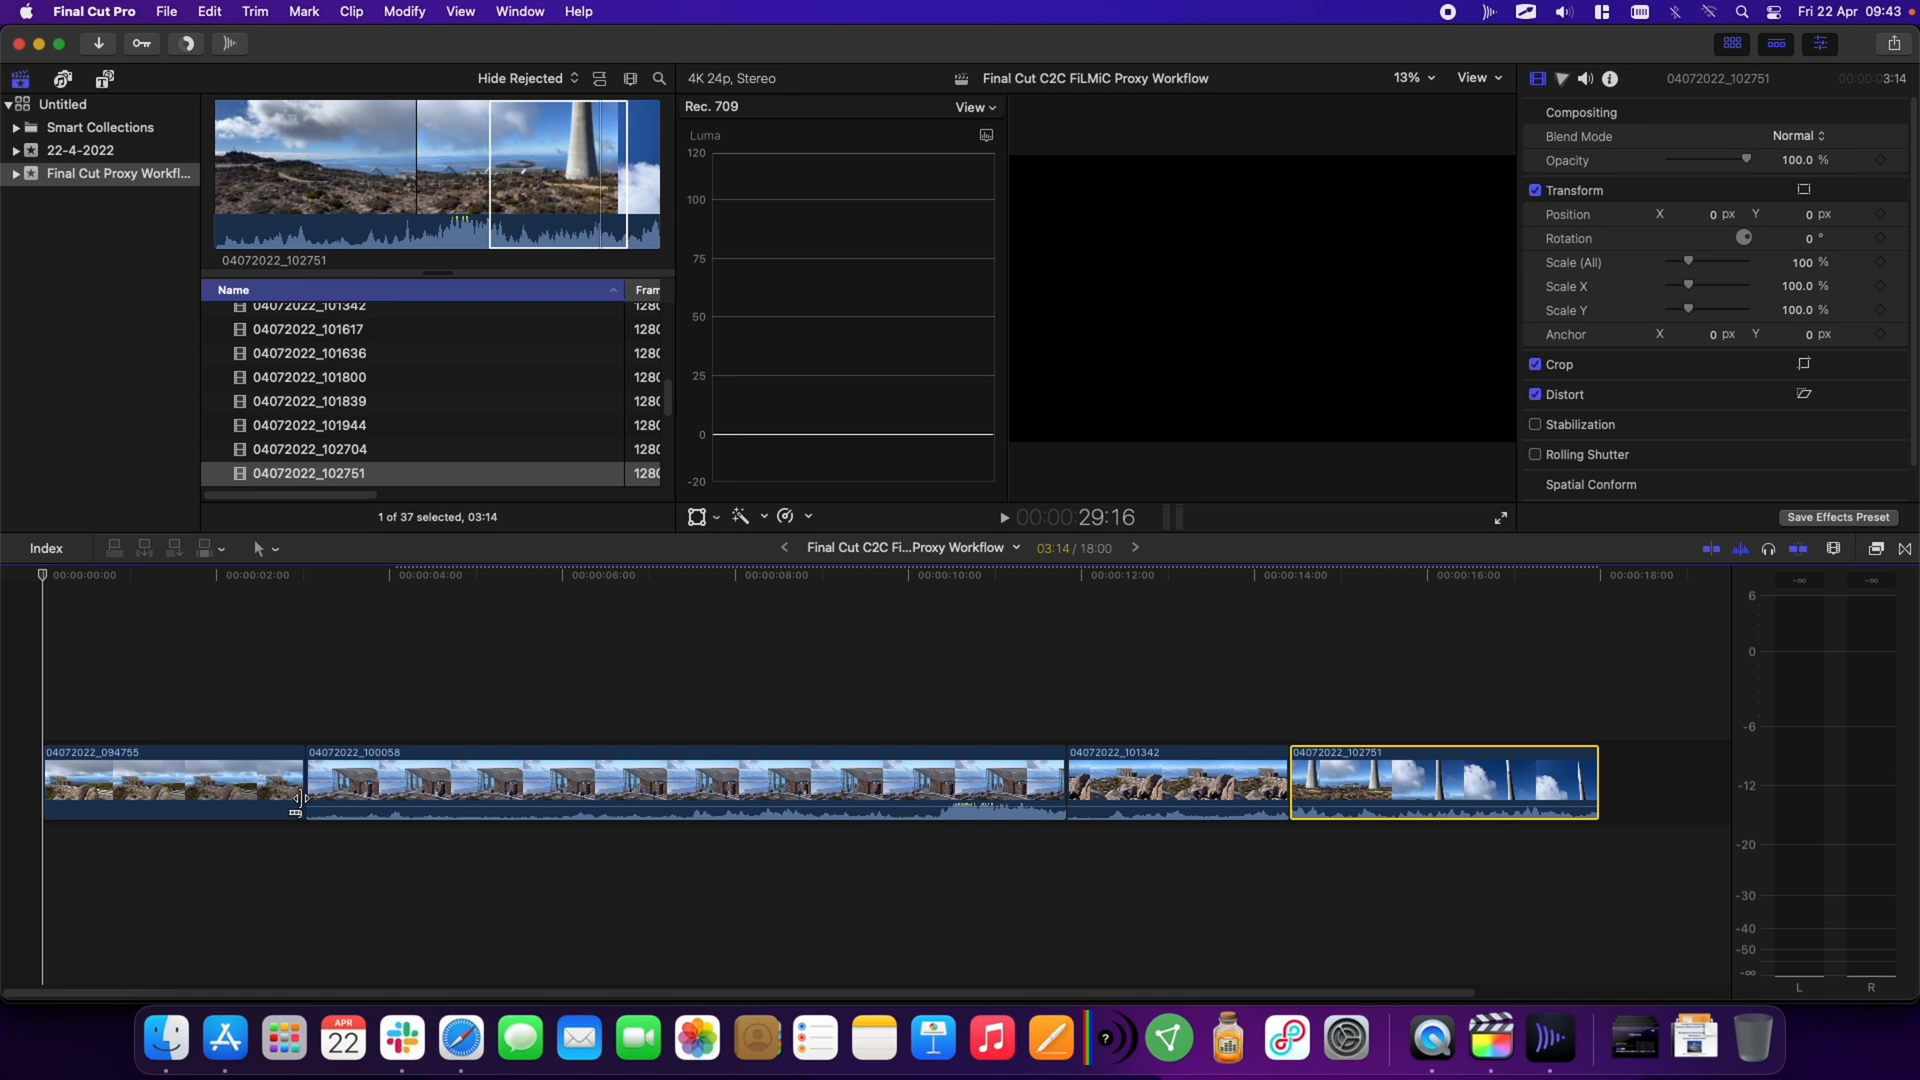 Final Cut Pro File Edit Trim Mark Clip Modify View Window Help Fri 22 Apr 09:43
Hide Rejected 4K 24p, Stereo Final Cut C2C FiLMiC Proxy Workflow 13% View 04072022_102751 00:00:03:14
Untitled
Smart Collections
22-4-2022
Final Cut Proxy Workfl...
04072022_102751
Name Fram
04072022_101342 1280
04072022_101617 1280
04072022_101636 1280
04072022_101800 1280
04072022_101839 1280
04072022_101944 1280
04072022_102704 1280
04072022_102751 1280
1 of 37 selected, 03:14
Rec. 709 View
Luma
120
100
75
50
25
0
-20
00:00:00:29:16
Compositing
Blend Mode Normal
Opacity 100.0 %
Transform
Position X 0 px Y 0 px
Rotation 0 °
Scale (All) 100 %
Scale X 100.0 %
Scale Y 100.0 %
Anchor X 0 px Y 0 px
Crop
Distort
Stabilization
Rolling Shutter
Spatial Conform
Save Effects Preset
Index Final Cut C2C Fi...Proxy Workflow 03:14 / 18:00
00:00:00:00 00:00:02:00 00:00:04:00 00:00:06:00 00:00:08:00 00:00:10:00 00:00:12:00 00:00:14:00 00:00:16:00 00:00:18:00
04072022_094755 04072022_100058 04072022_101342 04072022_102751
-∞ -∞
6
0
-6
-12
-20
-30
-40
-50
-∞
L R
APR
22